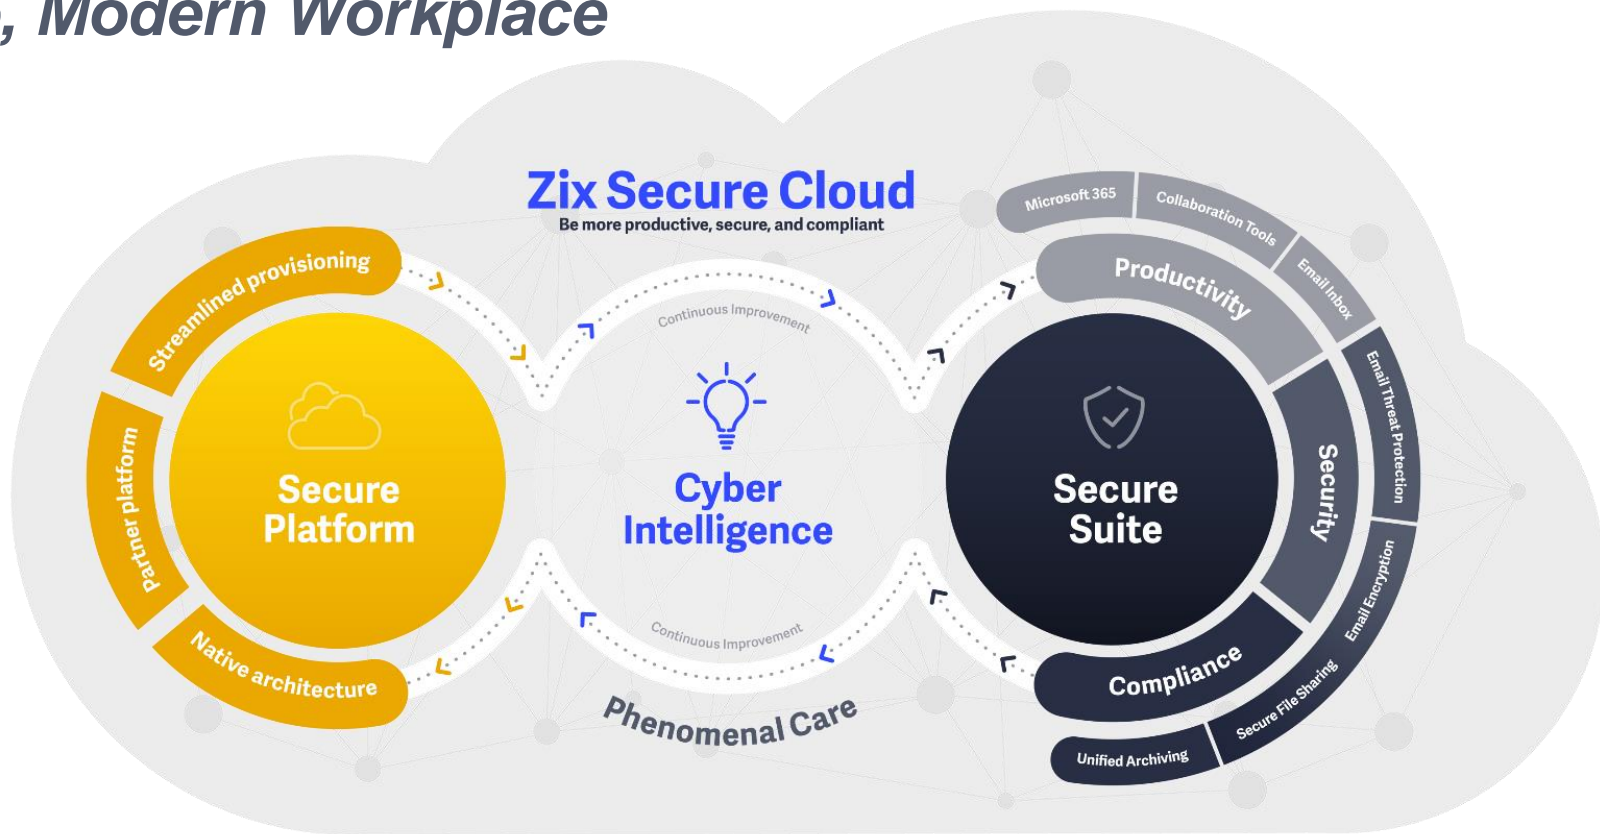 , Modern Workplace
Zix Secure Cloud
Be more productive, secure, and compliant
Streamlined provisioning
Partner platform
Native architecture
Secure
Platform
Continuous Improvement
Cyber
Intelligence
Continuous Improvement
Phenomenal Care
Secure
Suite
Productivity
Security
Compliance
Microsoft 365
Collaboration Tools
Email Inbox
Email Threat Protection
Email Encryption
Secure File Sharing
Unified Archiving